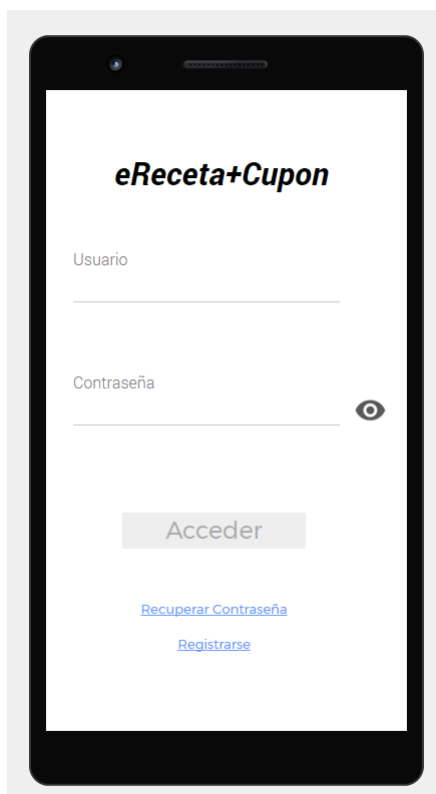 eReceta+Cupon
Usuario
Contraseña
Acceder
Recuperar Contraseña
Registrarse